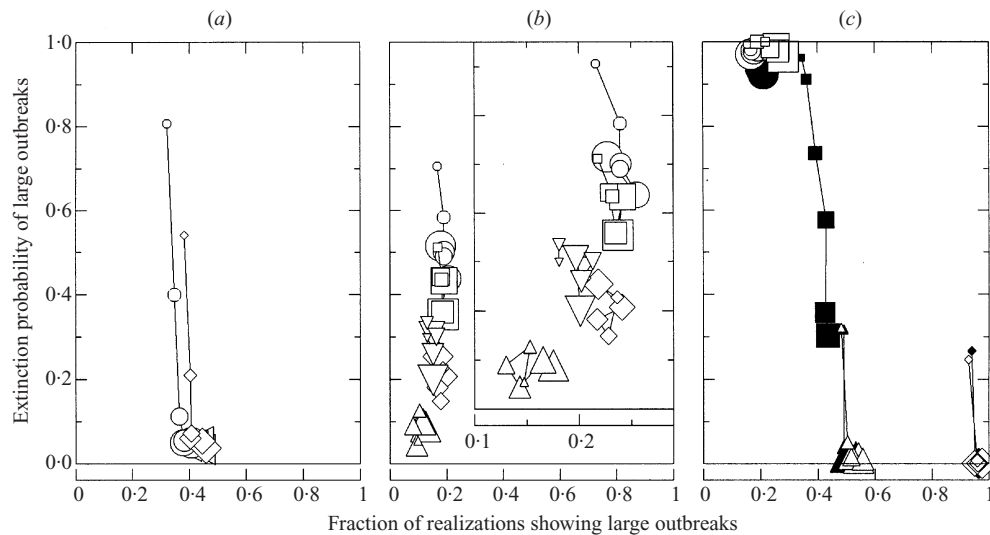 (a) (b) (c)
1·0
0·8
0·6
0·4
0·2
0·0
Extinction probability of large outbreaks
0 0·2 0·4 0·6 0·8 1
0·1 0·2
0 0·2 0·4 0·6 0·8 1
0 0·2 0·4 0·6 0·8 1
Fraction of realizations showing large outbreaks